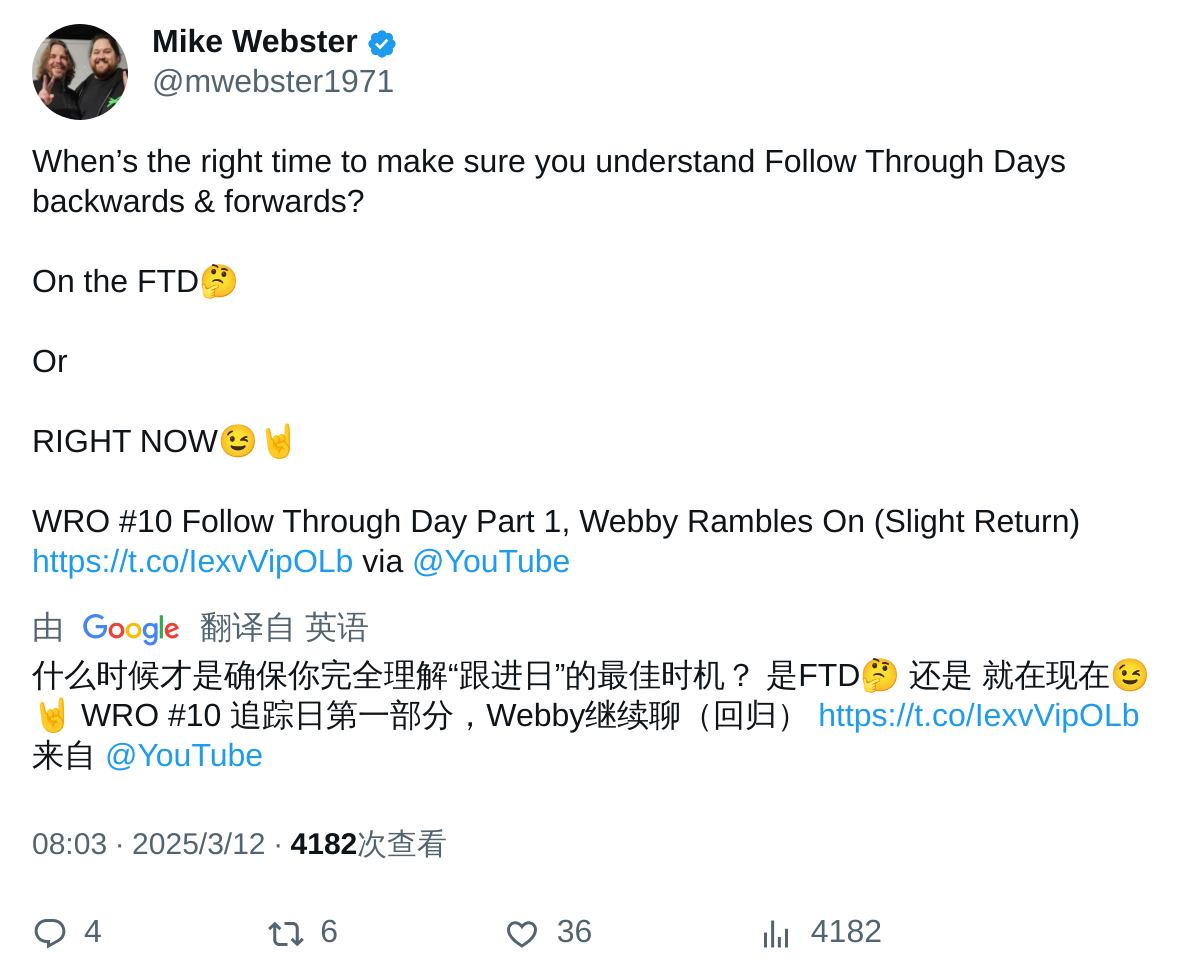 Mike Webster
@mwebster1971
When’s the right time to make sure you understand Follow Through Days
backwards & forwards?
On the FTD🤔
Or
RIGHT NOW😉🤘
WRO #10 Follow Through Day Part 1, Webby Rambles On (Slight Return)
https://t.co/IexvVipOLb via @YouTube
由 Google 翻译自 英语
什么时候才是确保你完全理解“跟进日”的最佳时机？ 是FTD🤔 还是 就在现在😉
🤘 WRO #10 追踪日第一部分，Webby继续聊（回归） https://t.co/IexvVipOLb
来自 @YouTube
08:03 · 2025/3/12 · 4182次查看
4 6 36 4182